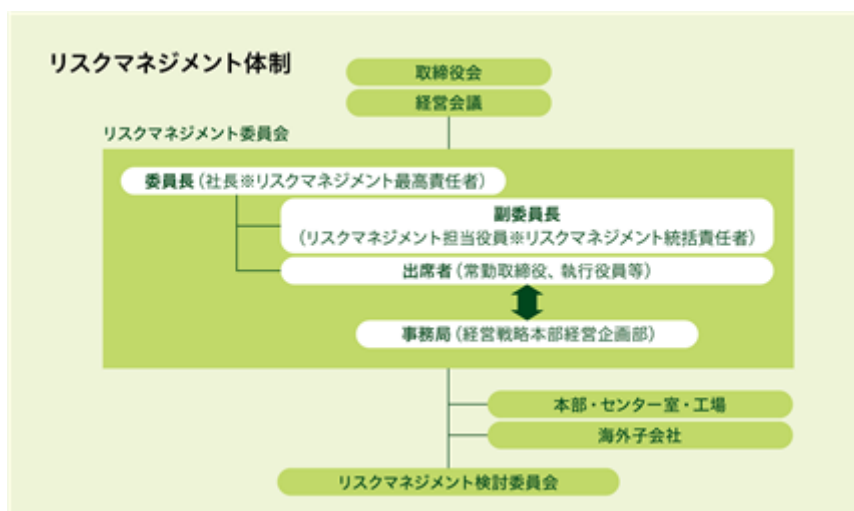 リスクマネジメント体制
取締役会
経営会議
リスクマネジメント委員会
委員長（社長※リスクマネジメント最高責任者）
副委員長
（リスクマネジメント担当役員※リスクマネジメント統括責任者）
出席者（常勤取締役、執行役員等）
事務局（経営戦略本部経営企画部）
本部・センター室・工場
海外子会社
リスクマネジメント検討委員会